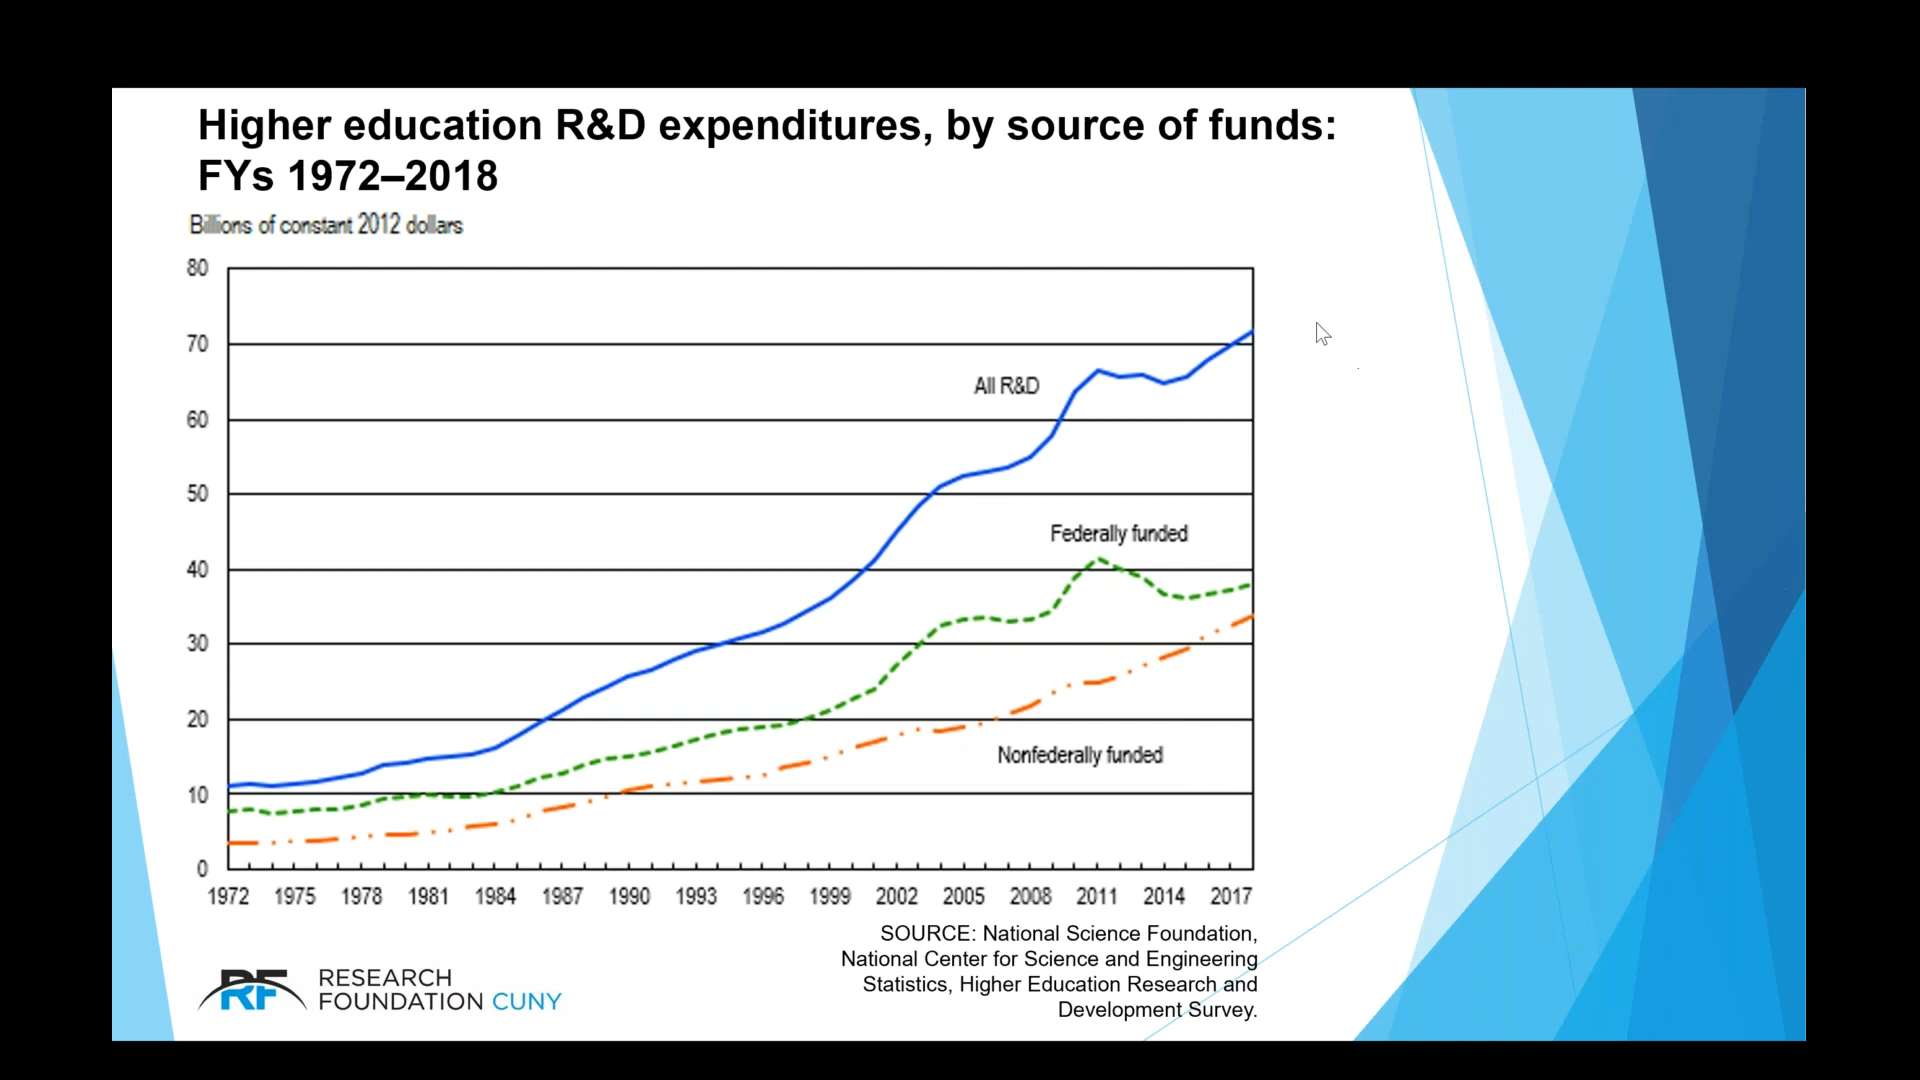 Higher education R&D expenditures, by source of funds:
FYs 1972–2018
Billions of constant 2012 dollars
80
70
All R&D
60
50
Federally funded
40
30
20
Nonfederally funded
10
0
1972 1975 1978 1981 1984 1987 1990 1993 1996 1999 2002 2005 2008 2011 2014 2017
SOURCE: National Science Foundation,
National Center for Science and Engineering
Statistics, Higher Education Research and
Development Survey.
RF
RESEARCH
FOUNDATION CUNY